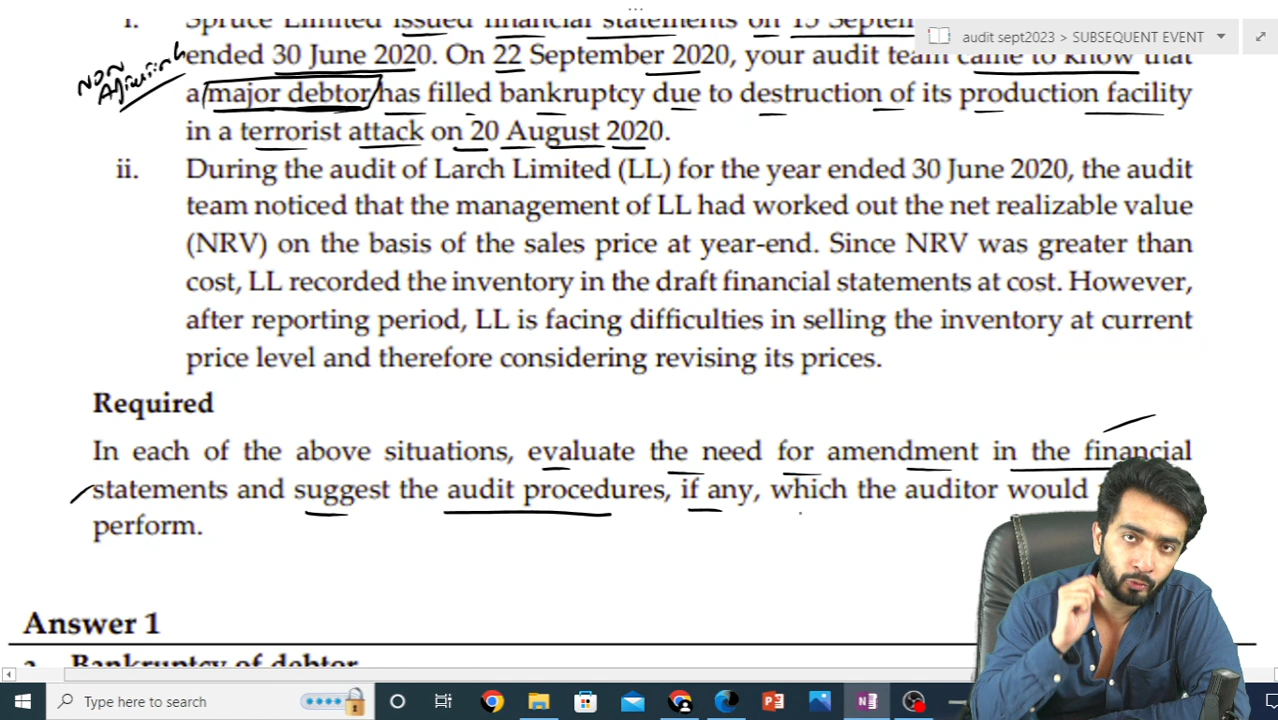 i. Spruce Limited issued financial statements on 15 Septem
audit sept2023 > SUBSEQUENT EVENT
ended 30 June 2020. On 22 September 2020, your audit team came to know that
NON
a major debtor has filled bankruptcy due to destruction of its production facility
in a terrorist attack on 20 August 2020.
ii. During the audit of Larch Limited (LL) for the year ended 30 June 2020, the audit
team noticed that the management of LL had worked out the net realizable value
(NRV) on the basis of the sales price at year-end. Since NRV was greater than
cost, LL recorded the inventory in the draft financial statements at cost. However,
after reporting period, LL is facing difficulties in selling the inventory at current
price level and therefore considering revising its prices.
Required
In each of the above situations, evaluate the need for amendment in the financial
statements and suggest the audit procedures, if any, which the auditor would
perform.
Answer 1
a. Bankruptcy of debtor
Type here to search